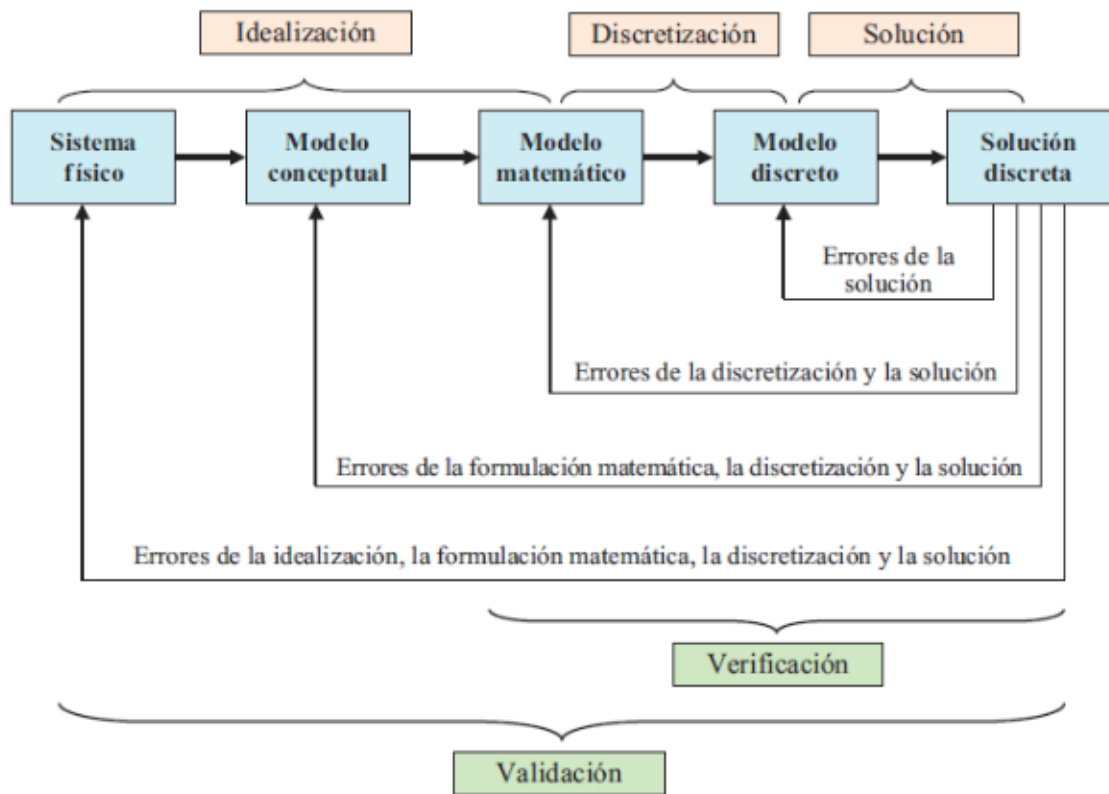 Idealización
Discretización
Solución
Sistema
físico
Modelo
conceptual
Modelo
matemático
Modelo
discreto
Solución
discreta
Errores de la
solución
Errores de la discretización y la solución
Errores de la formulación matemática, la discretización y la solución
Errores de la idealización, la formulación matemática, la discretización y la solución
Verificación
Validación